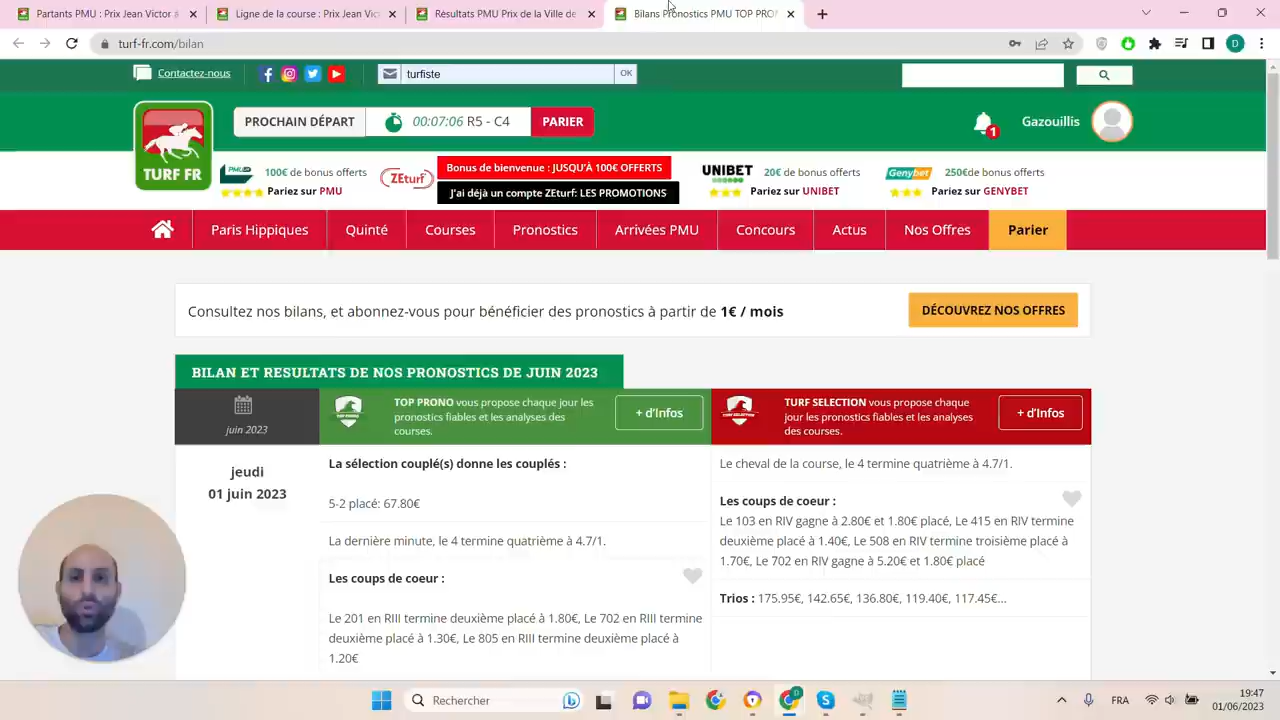 Partants PMU : Prix Jean Victor
Ligne de la course : Prix Jean Vic
Résultats PMU Prix de la Ville de
Bilans Pronostics PMU TOP PRO
turf-fr.com/bilan
D
Contactez-nous
turfiste
OK
TURF FR
PROCHAIN DÉPART
00:07:06 R5 - C4
PARIER
1
Gazouillis
PMU
100€ de bonus offerts
Pariez sur PMU
ZEturf
Bonus de bienvenue : JUSQU'À 100€ OFFERTS
J'ai déjà un compte ZEturf: LES PROMOTIONS
UNIBET
20€ de bonus offerts
Pariez sur UNIBET
Genybet
250€de bonus offerts
Pariez sur GENYBET
Paris Hippiques
Quinté
Courses
Pronostics
Arrivées PMU
Concours
Actus
Nos Offres
Parier
Consultez nos bilans, et abonnez-vous pour bénéficier des pronostics à partir de 1€ / mois
DÉCOUVREZ NOS OFFRES
BILAN ET RESULTATS DE NOS PRONOSTICS DE JUIN 2023
juin 2023
TOP PRONO
TOP PRONO vous propose chaque jour les
pronostics fiables et les analyses des
courses.
+ d'Infos
TURF SELECTION
TURF SELECTION vous propose chaque
jour les pronostics fiables et les analyses
des courses.
+ d'Infos
jeudi
01 juin 2023
La sélection couplé(s) donne les couplés :
5-2 placé: 67.80€
La dernière minute, le 4 termine quatrième à 4.7/1.
Les coups de coeur :
Le 201 en RIII termine deuxième placé à 1.80€, Le 702 en RIII termine
deuxième placé à 1.30€, Le 805 en RIII termine deuxième placé à
1.20€
Le cheval de la course, le 4 termine quatrième à 4.7/1.
Les coups de coeur :
Le 103 en RIV gagne à 2.80€ et 1.80€ placé, Le 415 en RIV termine
deuxième placé à 1.40€, Le 508 en RIV termine troisième placé à
1.70€, Le 702 en RIV gagne à 5.20€ et 1.80€ placé
Trios : 175.95€, 142.65€, 136.80€, 119.40€, 117.45€...
Rechercher
FRA
19:47
01/06/2023